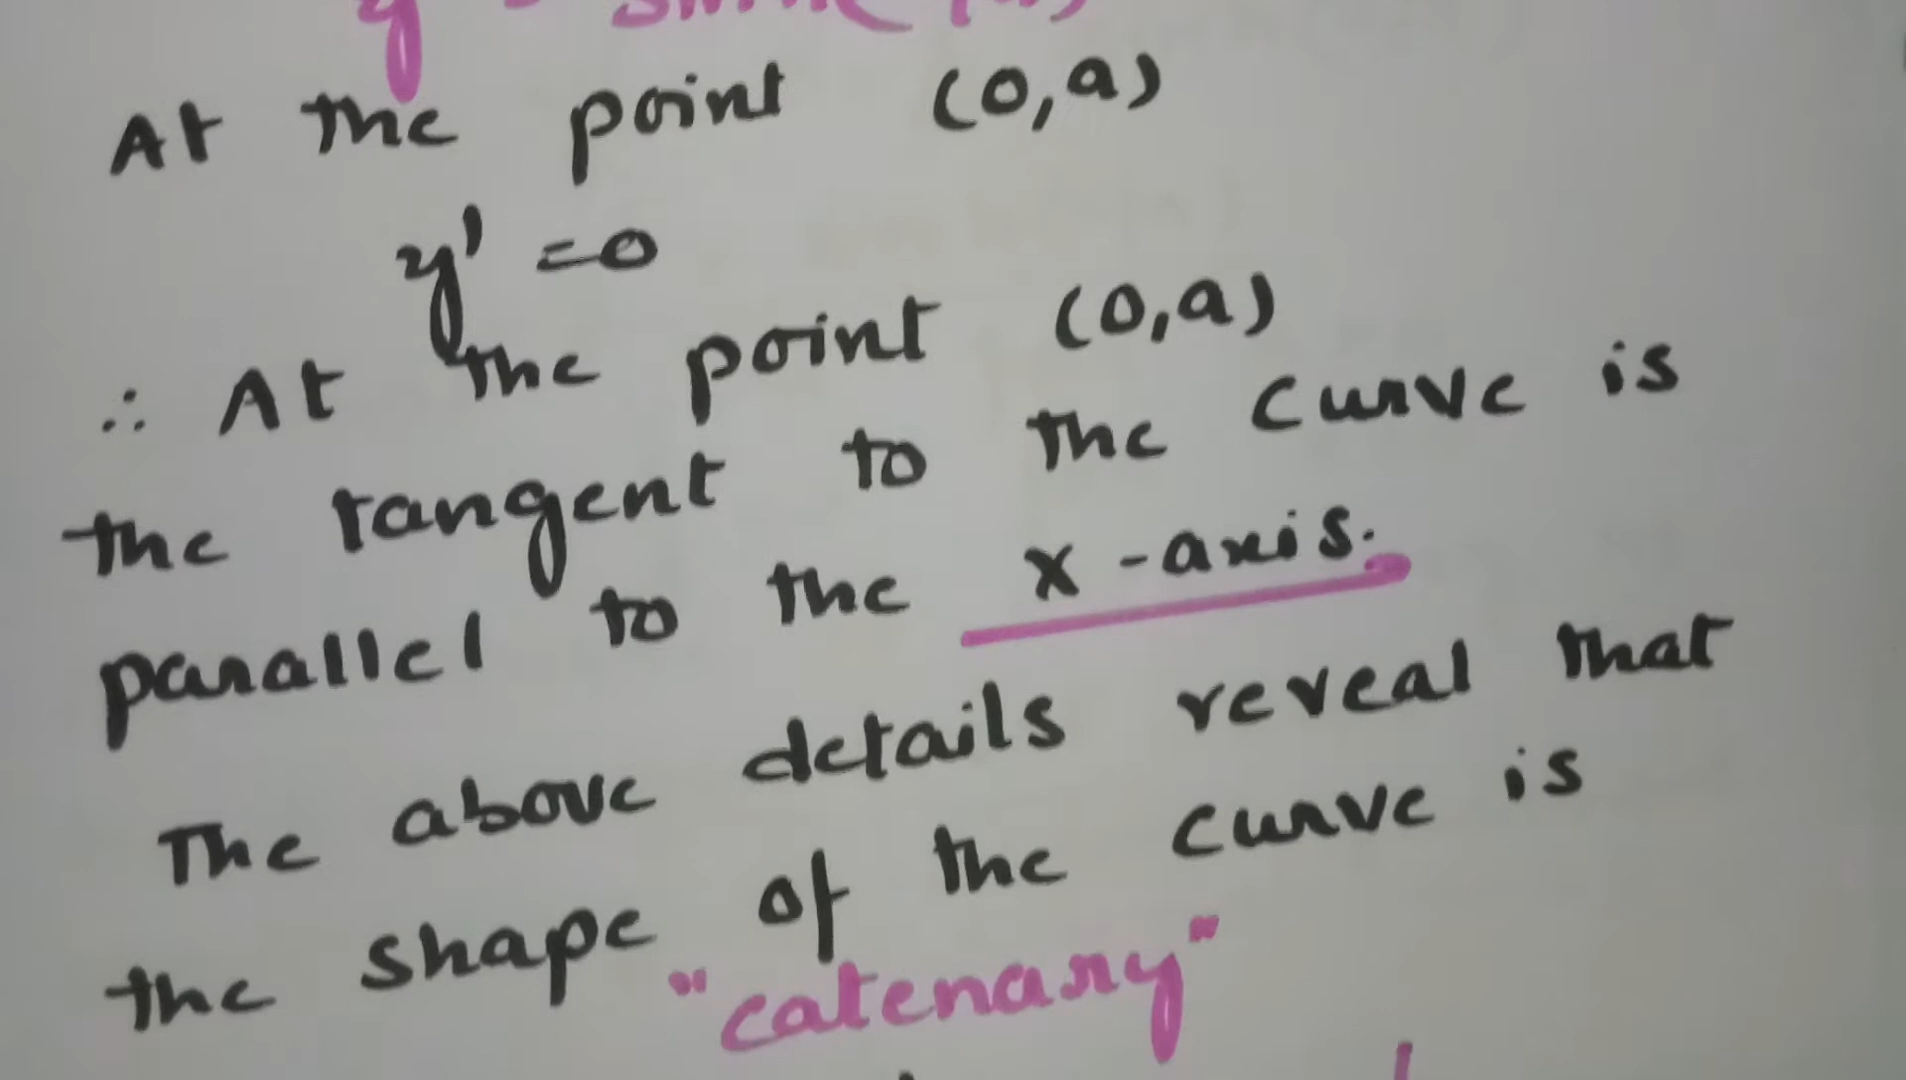 At the point (0,a)
y' =0
∴ At the point (0,a)
the tangent to the curve is
parallel to the x-axis.
The above details reveal that
the shape of the curve is
"catenary"